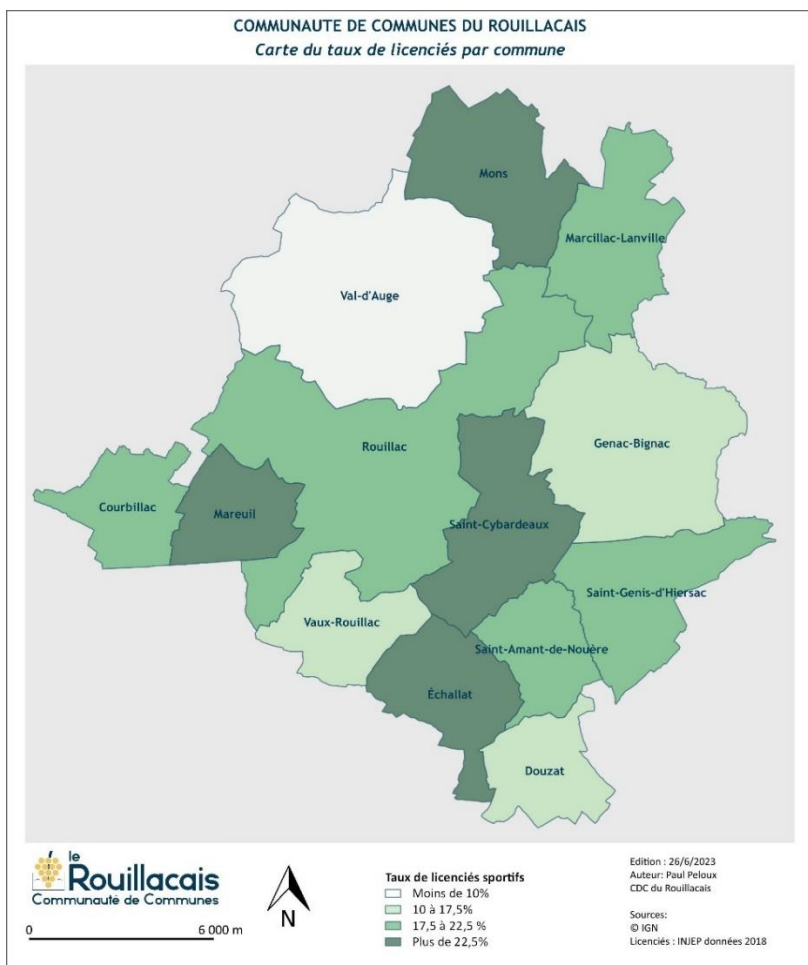 COMMUNAUTE DE COMMUNES DU ROUILLACAIS
Carte du taux de licenciés par commune
Mons
Marcillac-Lanville
Val-d'Auge
Rouillac
Genac-Bignac
Courbillac
Mareuil
Saint-Cybardeaux
Saint-Genis-d'Hiersac
Vaux-Rouillac
Saint-Amant-de-Nouère
Échallat
Douzat
le
Rouillacais
Communauté de Communes
0
6 000 m
N
Taux de licenciés sportifs
Moins de 10%
10 à 17,5%
17,5 à 22,5 %
Plus de 22,5%
Edition : 26/6/2023
Auteur: Paul Peloux
CDC du Rouillacais
Sources:
© IGN
Licenciés : INJEP données 2018